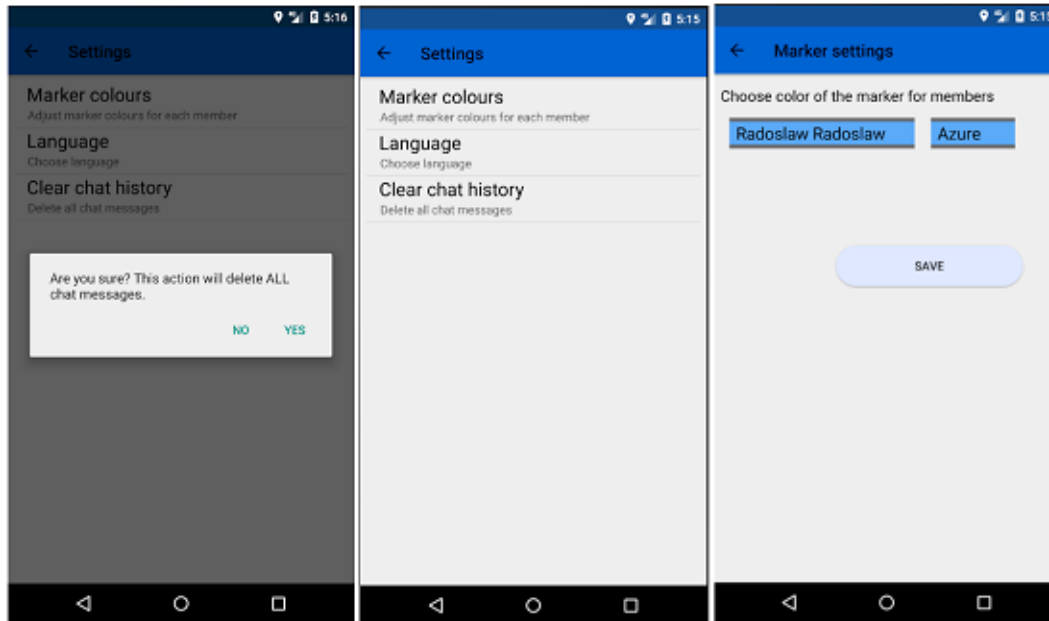 5:16
Settings
Marker colours
Adjust marker colours for each member
Language
Choose language
Clear chat history
Delete all chat messages
Are you sure? This action will delete ALL
chat messages.
NO YES
5:15
Settings
Marker colours
Adjust marker colours for each member
Language
Choose language
Clear chat history
Delete all chat messages
5:15
Marker settings
Choose color of the marker for members
Radoslaw Radoslaw Azure
SAVE